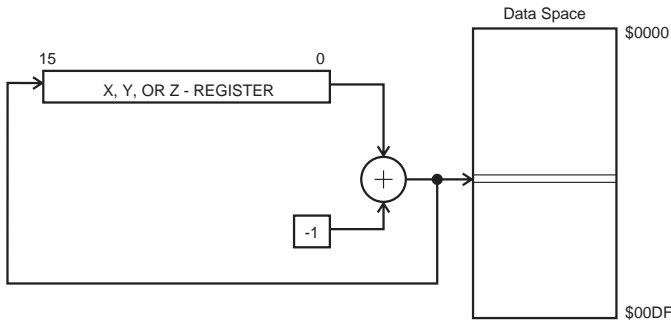 Data Space
$0000
15 0
X, Y, OR Z - REGISTER
+
-1
$00DF